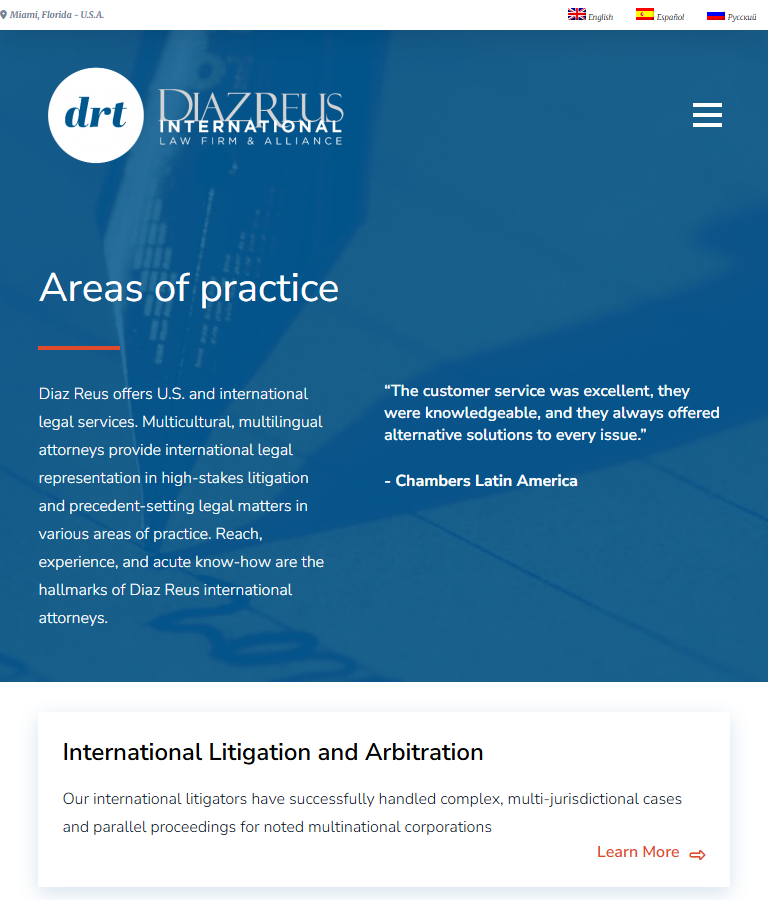 Miami, Florida - U.S.A.
English
Español
Русский
drt
DIAZREUS
INTERNATIONAL
LAW FIRM & ALLIANCE
Areas of practice
Diaz Reus offers U.S. and international
legal services. Multicultural, multilingual
attorneys provide international legal
representation in high-stakes litigation
and precedent-setting legal matters in
various areas of practice. Reach,
experience, and acute know-how are the
hallmarks of Diaz Reus international
attorneys.
“The customer service was excellent, they
were knowledgeable, and they always offered
alternative solutions to every issue.”
- Chambers Latin America
International Litigation and Arbitration
Our international litigators have successfully handled complex, multi-jurisdictional cases
and parallel proceedings for noted multinational corporations
Learn More